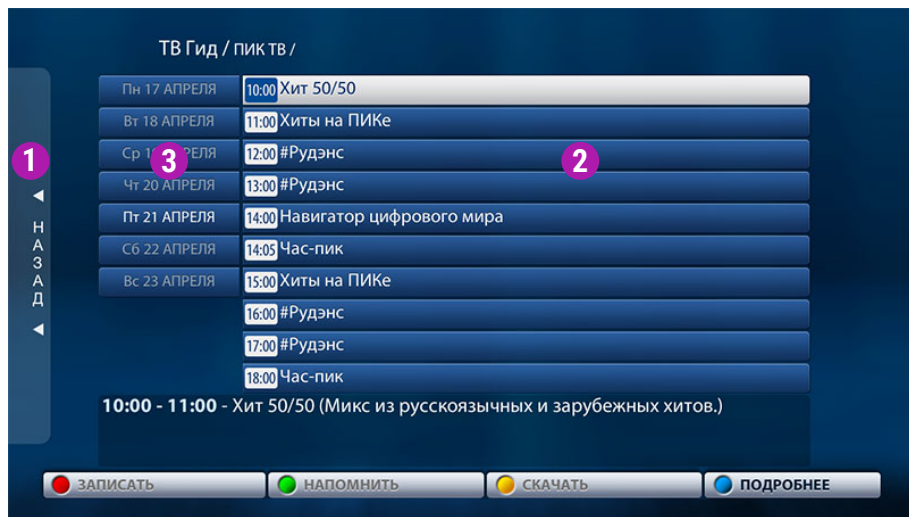 ТВ Гид / ПИК ТВ /
Пн 17 АПРЕЛЯ
10:00 Хит 50/50
Вт 18 АПРЕЛЯ
11:00 Хиты на ПИКе
1
Ср 1 3 РЕЛЯ
12:00 #Рудэнс
2
Чт 20 АПРЕЛЯ
13:00 #Рудэнс
Пт 21 АПРЕЛЯ
14:00 Навигатор цифрового мира
НАЗАД
Сб 22 АПРЕЛЯ
14:05 Час-пик
Вс 23 АПРЕЛЯ
15:00 Хиты на ПИКе
16:00 #Рудэнс
17:00 #Рудэнс
18:00 Час-пик
10:00 - 11:00 - Хит 50/50 (Микс из русскоязычных и зарубежных хитов.)
ЗАПИСАТЬ
НАПОМНИТЬ
СКАЧАТЬ
ПОДРОБНЕЕ